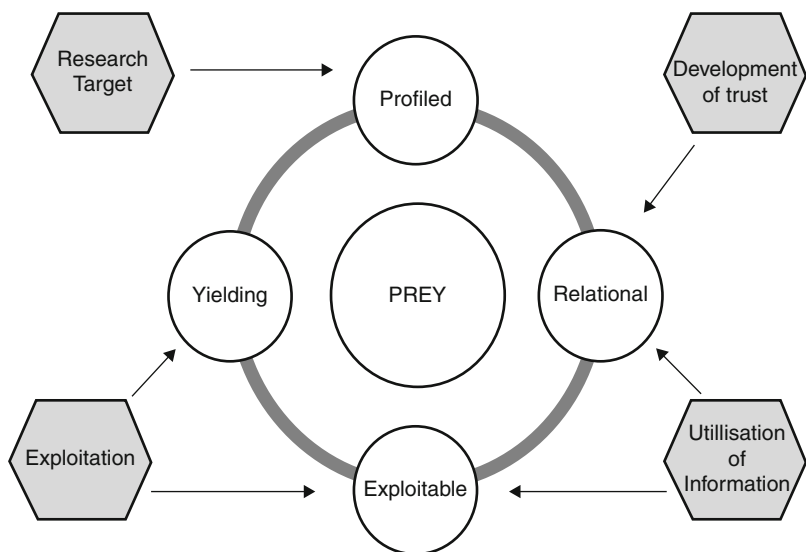 Research
Target
Profiled
Development
of trust
Yielding
PREY
Relational
Exploitation
Exploitable
Utillisation
of
Information